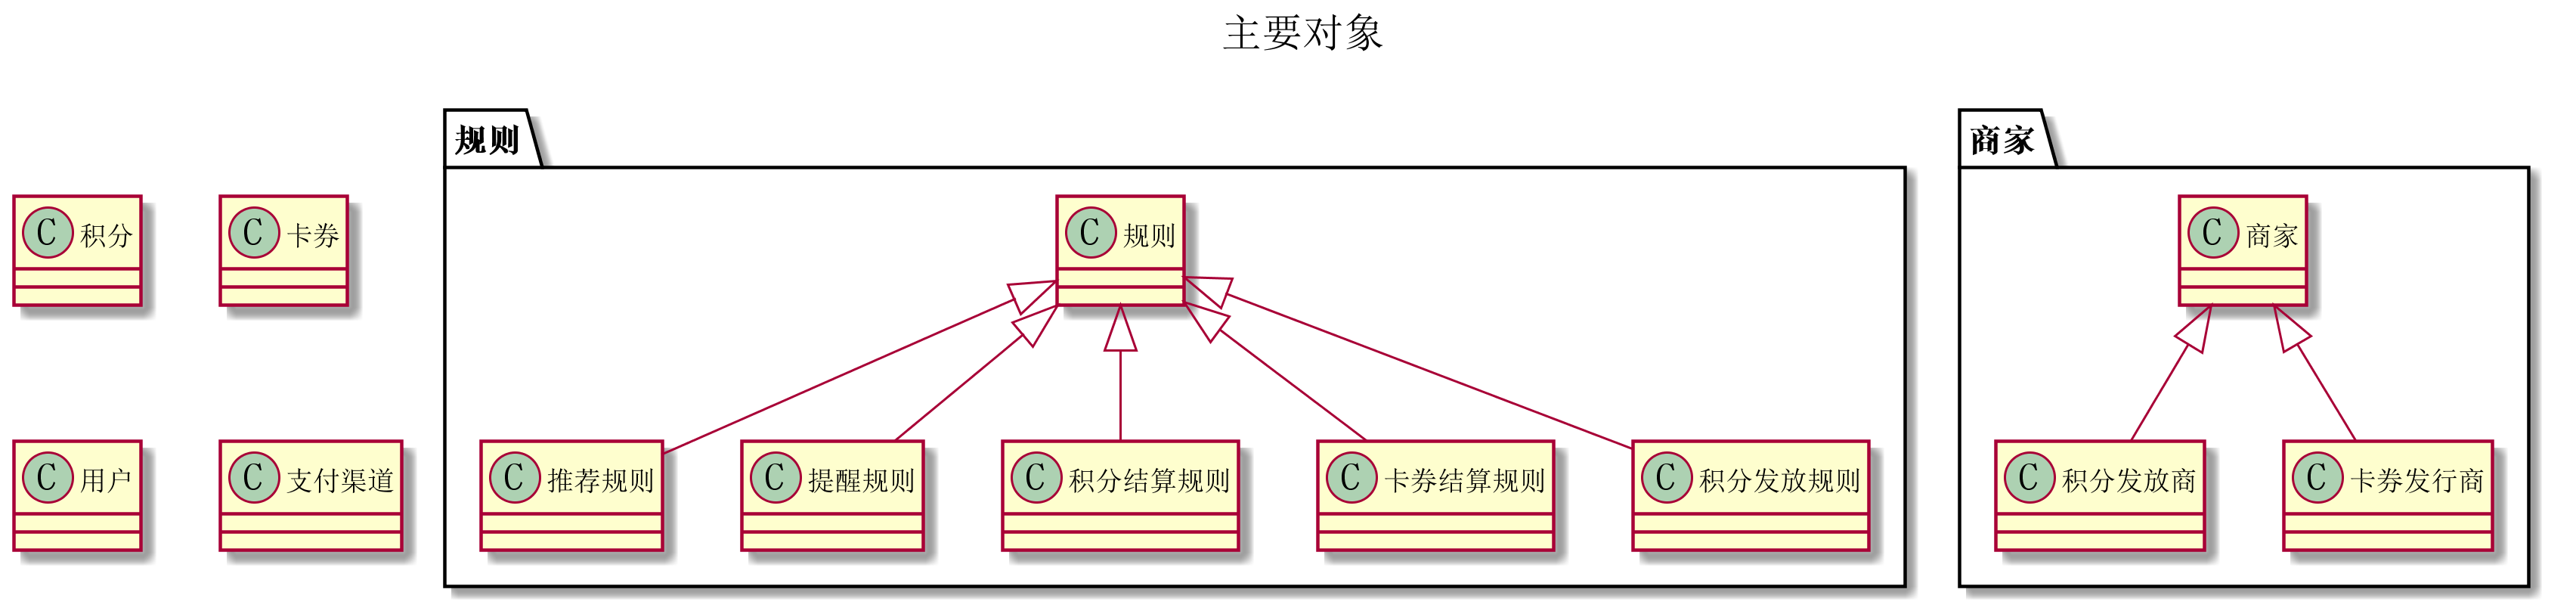 主要对象
规则
商家
C 积分
C 卡券
C 规则
C 商家
C 用户
C 支付渠道
C 推荐规则
C 提醒规则
C 积分结算规则
C 卡券结算规则
C 积分发放规则
C 积分发放商
C 卡券发行商